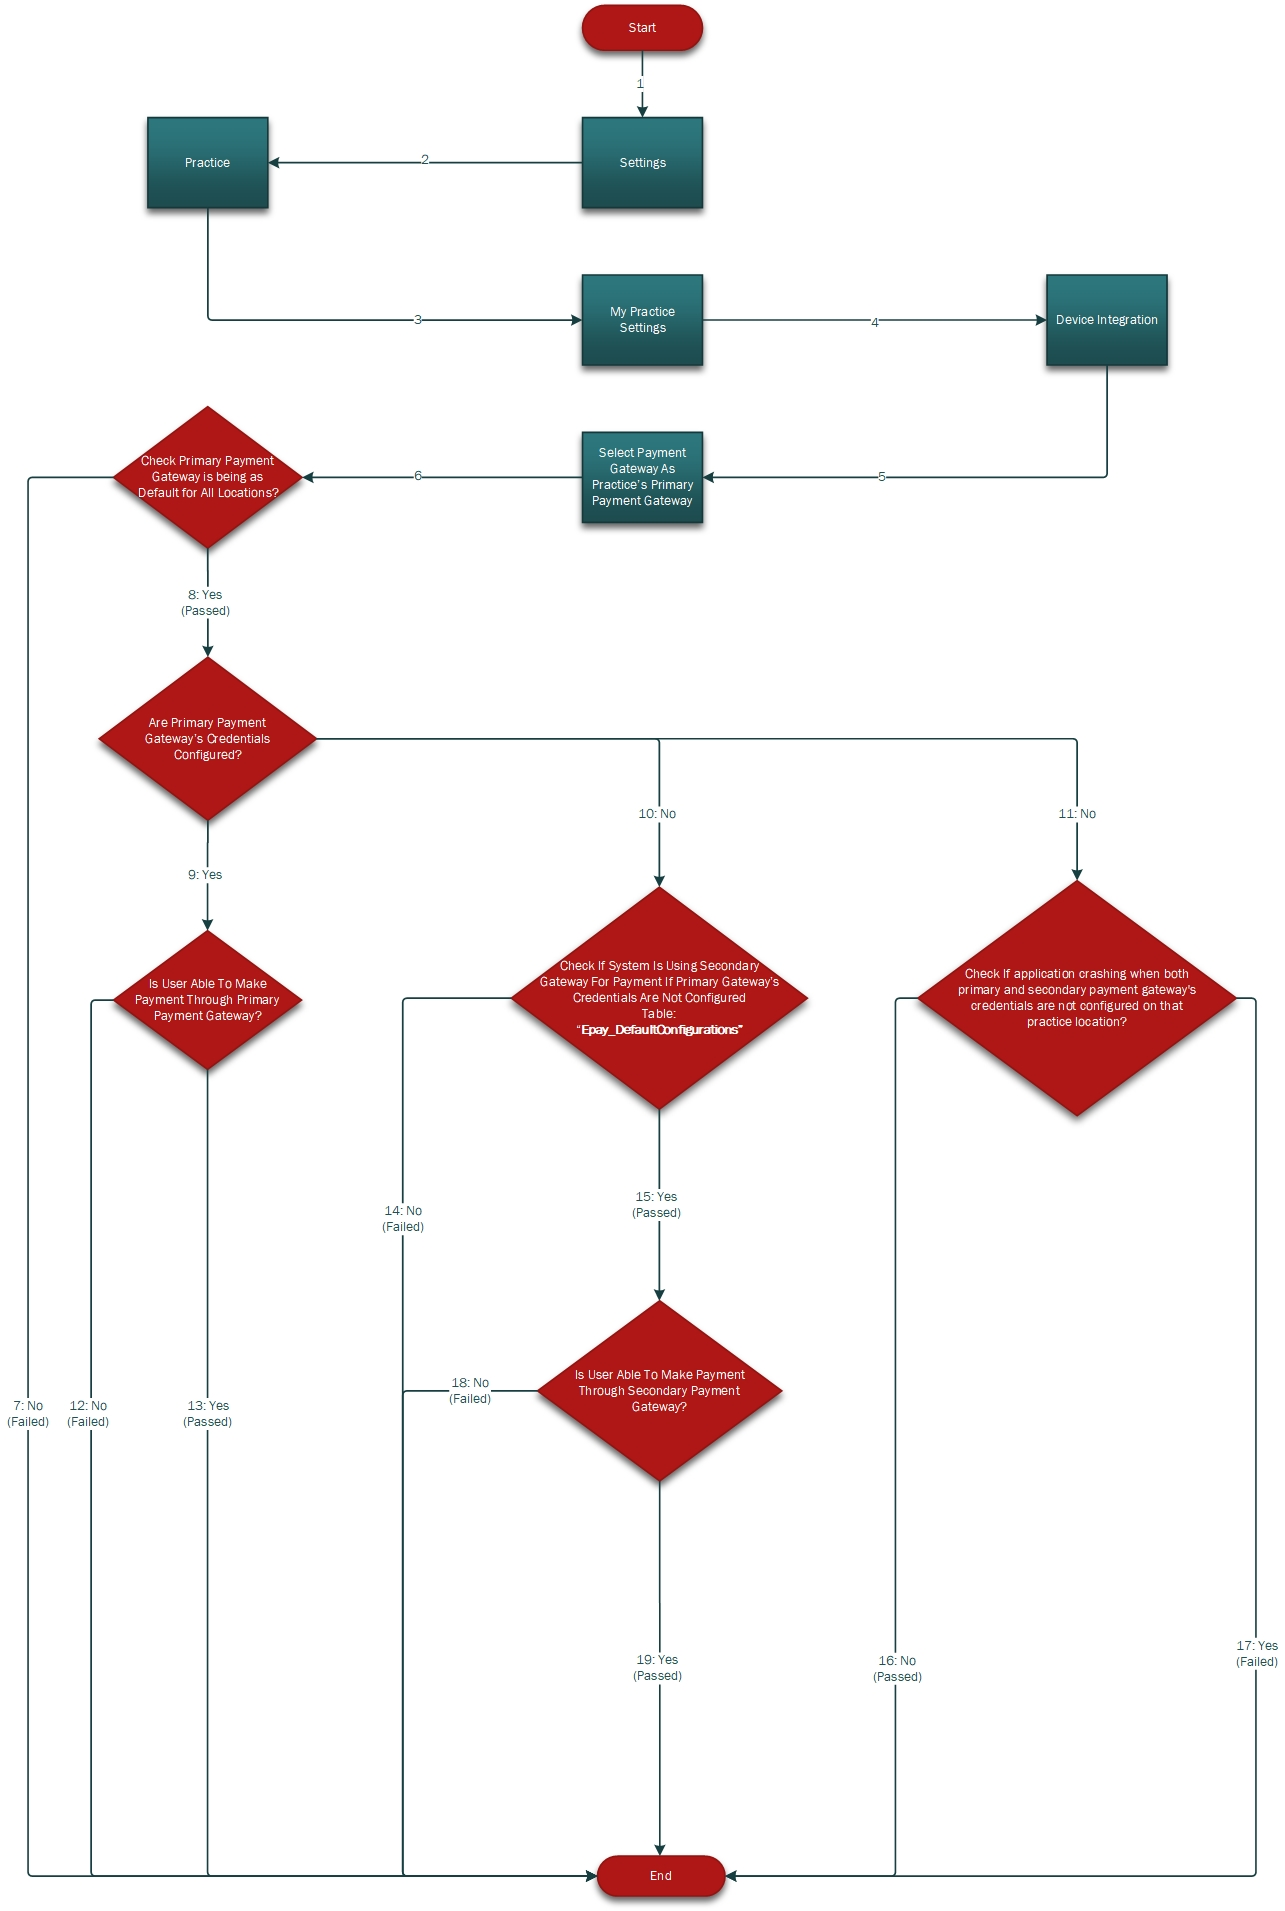 Start
1
Practice
2
Settings
3
My Practice
Settings
4
Device Integration
Check Primary Payment
Gateway is being as
Default for All Locations?
6
Select Payment
Gateway As
Practice's Primary
Payment Gateway
5
8: Yes
(Passed)
Are Primary Payment
Gateway's Credentials
Configured?
10: No
11: No
9: Yes
Is User Able To Make
Payment Through Primary
Payment Gateway?
Check If System Is Using Secondary
Gateway For Payment If Primary Gateway's
Credentials Are Not Configured
Table:
“Epay_DefaultConfigurations”
Check If application crashing when both
primary and secondary payment gateway's
credentials are not configured on that
practice location?
14: No
(Failed)
15: Yes
(Passed)
18: No
(Failed)
Is User Able To Make Payment
Through Secondary Payment
Gateway?
7: No
(Failed)
12: No
(Failed)
13: Yes
(Passed)
19: Yes
(Passed)
16: No
(Passed)
17: Yes
(Failed)
End